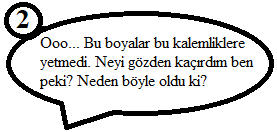 2
Ooo... Bu boyalar bu kalemliklere
yetmedi. Neyi gözden kaçırdım ben
peki? Neden böyle oldu ki?